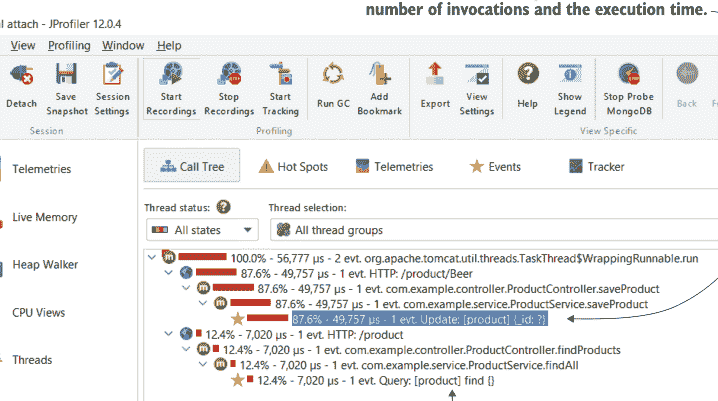 number of invocations and the execution time.
al attach - JProfiler 12.0.4
View Profiling Window Help
Detach
Save Snapshot
Session Settings
Start Recordings
Stop Recordings
Start Tracking
Run GC
Add Bookmark
Export
View Settings
Help
Show Legend
Stop Probe MongoDB
Back
Session
Profiling
View Specific
Telemetries
Live Memory
Heap Walker
CPU Views
Threads
Call Tree
Hot Spots
Telemetries
Events
Tracker
Thread status:
Thread selection:
All states
All thread groups
100.0% - 56,777 µs - 2 evt. org.apache.tomcat.util.threads.TaskThread$WrappingRunnable.run
87.6% - 49,757 µs - 1 evt. HTTP: /product/Beer
87.6% - 49,757 µs - 1 evt. com.example.controller.ProductController.saveProduct
87.6% - 49,757 µs - 1 evt. com.example.service.ProductService.saveProduct
87.6% - 49,757 µs - 1 evt. Update: [product] {_id: ?}
12.4% - 7,020 µs - 1 evt. HTTP: /product
12.4% - 7,020 µs - 1 evt. com.example.controller.ProductController.findProducts
12.4% - 7,020 µs - 1 evt. com.example.service.ProductService.findAll
12.4% - 7,020 µs - 1 evt. Query: [product] find {}